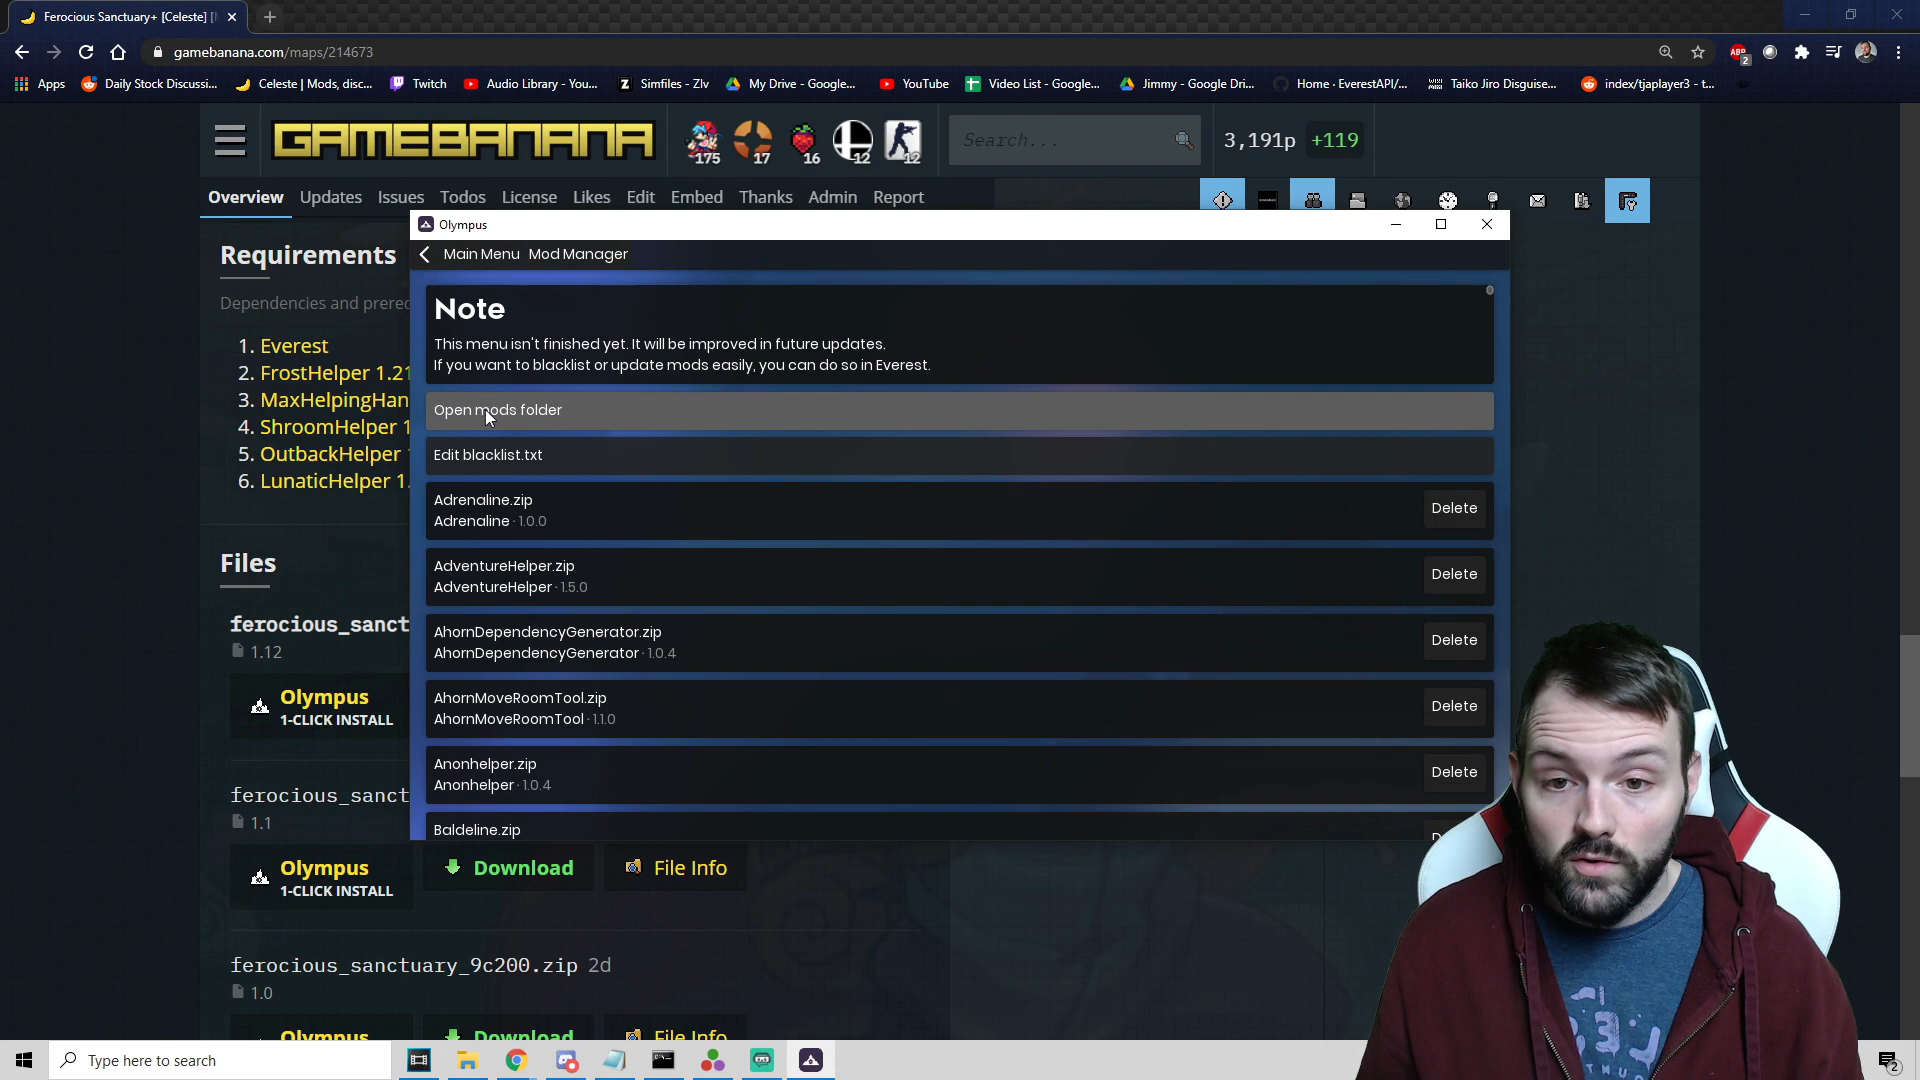 Ferocious Sanctuary+ [Celeste] [
gamebanana.com/maps/214673
ABP
2
Apps
Daily Stock Discussi...
Celeste | Mods, disc...
Twitch
Audio Library - You...
Simfiles - ZIv
My Drive - Google...
YouTube
Video List - Google...
Jimmy - Google Dri...
Home · EverestAPI/...
Taiko Jiro Disguise...
index/tjaplayer3 - t...
GAMEBANANA
175
17
16
12
12
Search...
3,191p
+119
Overview
Updates
Issues
Todos
License
Likes
Edit
Embed
Thanks
Admin
Report
Requirements
Dependencies and prerec
1. Everest
2. FrostHelper 1.21
3. MaxHelpingHan
4. ShroomHelper 1
5. OutbackHelper
6. LunaticHelper 1.
Files
ferocious_sanct
1.12
Olympus
1-CLICK INSTALL
ferocious_sanct
1.1
Olympus
1-CLICK INSTALL
Download
File Info
ferocious_sanctuary_9c200.zip 2d
1.0
Olympus
Download
File Info
Olympus
Main Menu
Mod Manager
Note
This menu isn't finished yet. It will be improved in future updates.
If you want to blacklist or update mods easily, you can do so in Everest.
Open mods folder
Edit blacklist.txt
Adrenaline.zip
Adrenaline · 1.0.0
Delete
AdventureHelper.zip
AdventureHelper · 1.5.0
Delete
AhornDependencyGenerator.zip
AhornDependencyGenerator · 1.0.4
Delete
AhornMoveRoomTool.zip
AhornMoveRoomTool · 1.1.0
Delete
Anonhelper.zip
Anonhelper · 1.0.4
Delete
Baldeline.zip
Type here to search
2